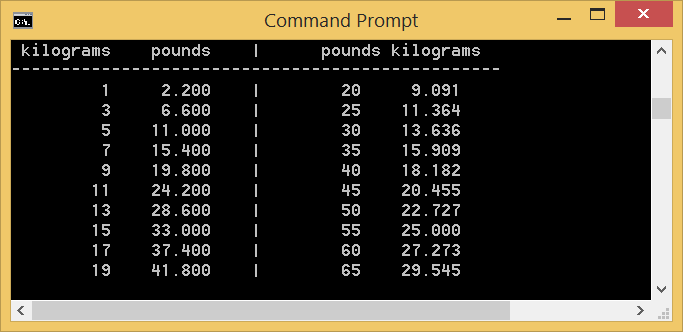 Command Prompt
kilograms pounds | pounds kilograms
-------------------------------------------------
1 2.200 | 20 9.091
3 6.600 | 25 11.364
5 11.000 | 30 13.636
7 15.400 | 35 15.909
9 19.800 | 40 18.182
11 24.200 | 45 20.455
13 28.600 | 50 22.727
15 33.000 | 55 25.000
17 37.400 | 60 27.273
19 41.800 | 65 29.545